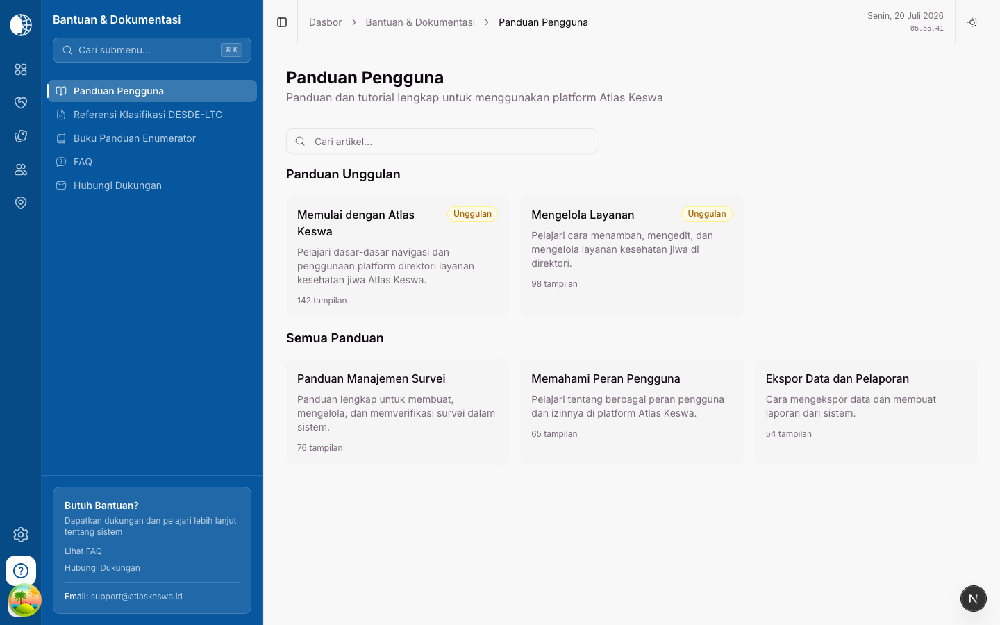 Bantuan & Dokumentasi
Cari submenu...
⌘ K
Panduan Pengguna
Referensi Klasifikasi DESDE-LTC
Buku Panduan Enumerator
FAQ
Hubungi Dukungan
Butuh Bantuan?
Dapatkan dukungan dan pelajari lebih lanjut
tentang sistem
Lihat FAQ
Hubungi Dukungan
Email: support@atlaskeswa.id
Dasbor > Bantuan & Dokumentasi > Panduan Pengguna
Senin, 20 Juli 2026
06.55.41
Panduan Pengguna
Panduan dan tutorial lengkap untuk menggunakan platform Atlas Keswa
Cari artikel...
Panduan Unggulan
Memulai dengan Atlas
Keswa
Unggulan
Pelajari dasar-dasar navigasi dan
penggunaan platform direktori layanan
kesehatan jiwa Atlas Keswa.
142 tampilan
Mengelola Layanan
Unggulan
Pelajari cara menambah, mengedit, dan
mengelola layanan kesehatan jiwa di
direktori.
98 tampilan
Semua Panduan
Panduan Manajemen Survei
Panduan lengkap untuk membuat,
mengelola, dan memverifikasi survei dalam
sistem.
76 tampilan
Memahami Peran Pengguna
Pelajari tentang berbagai peran pengguna
dan izinnya di platform Atlas Keswa.
65 tampilan
Ekspor Data dan Pelaporan
Cara mengekspor data dan membuat
laporan dari sistem.
54 tampilan
N